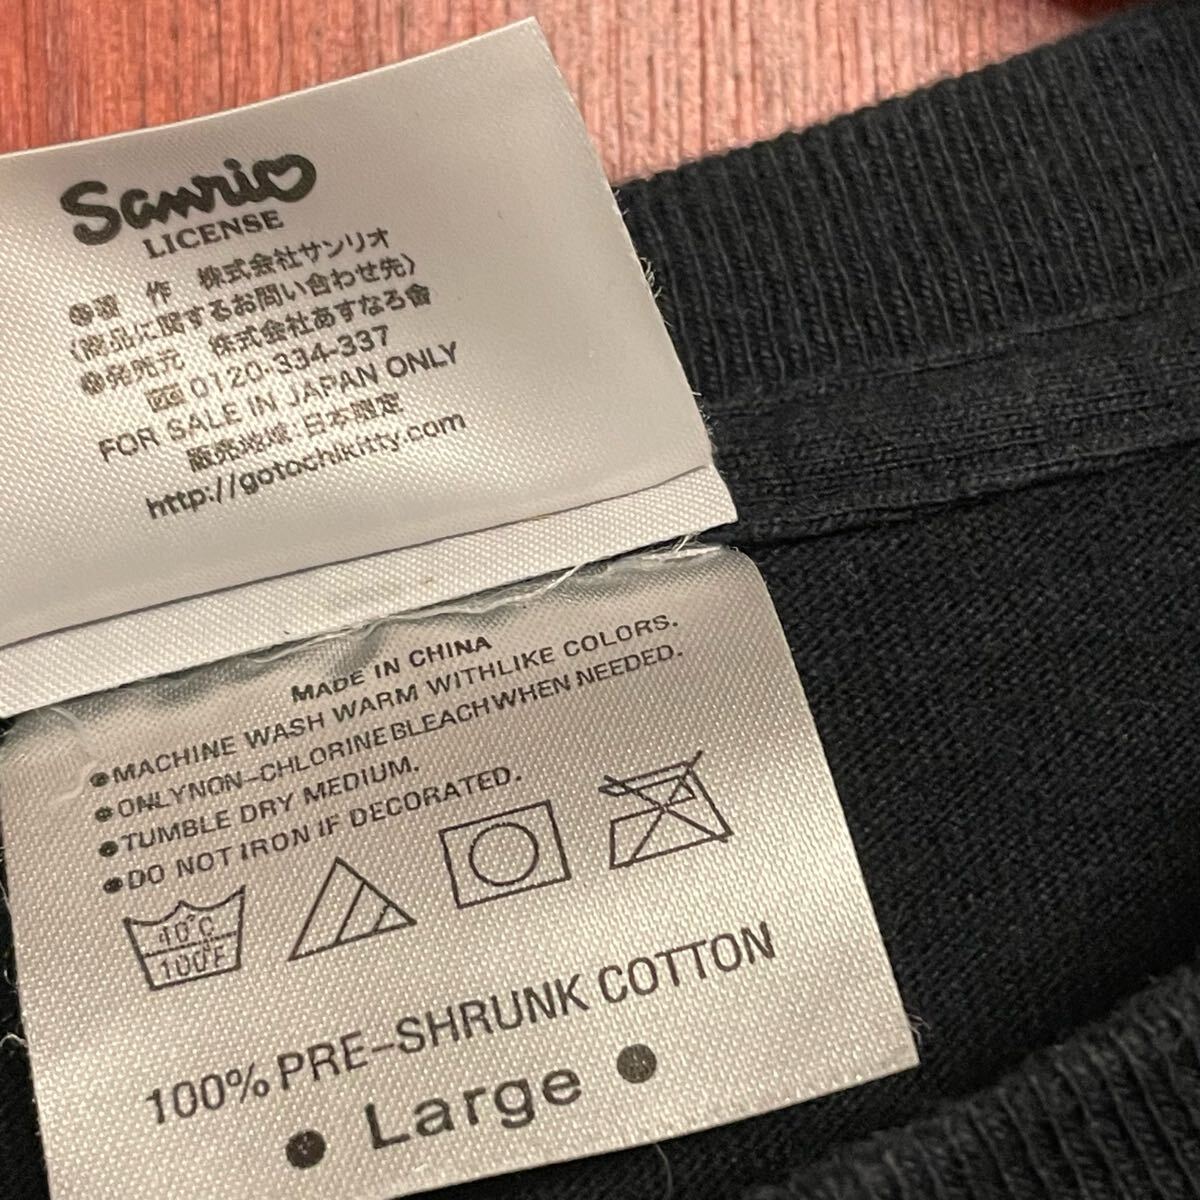 Sanrio
LICENSE
●著 作 株式会社サンリオ
〈商品に関するお問い合わせ先〉
●発売元 株式会社あすなろ舎
0120-334-337
FOR SALE IN JAPAN ONLY
販売地域:日本限定
http://gotochikitty.com
MADE IN CHINA
●MACHINE WASH WARM WITHLIKE COLORS.
●ONLYNON-CHLORINEBLEACHWHEN NEEDED.
●TUMBLE DRY MEDIUM.
●DO NOT IRON IF DECORATED.
40°C
100°F
100% PRE-SHRUNK COTTON
● Large ●